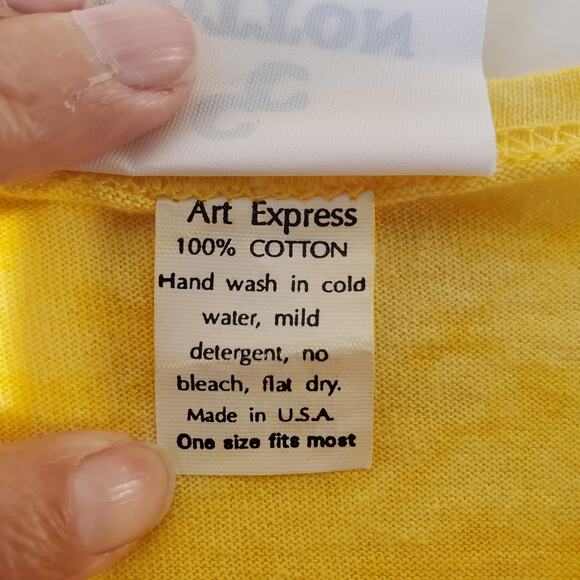 Art Express
100% COTTON
Hand wash in cold
water, mild
detergent, no
bleach, flat dry.
Made in U.S.A.
One size fits most